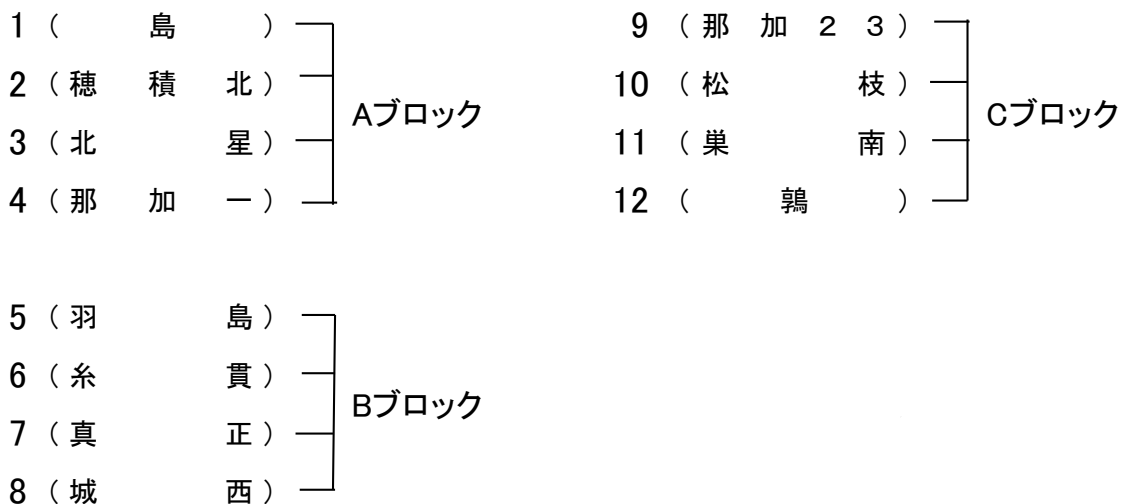 1 (島)
2 (穂積北)
3 (北星)
4 (那加一)
Aブロック
5 (羽島)
6 (糸貫)
7 (真正)
8 (城西)
Bブロック
9 (那加２３)
10 (松枝)
11 (巣南)
12 (鶉)
Cブロック